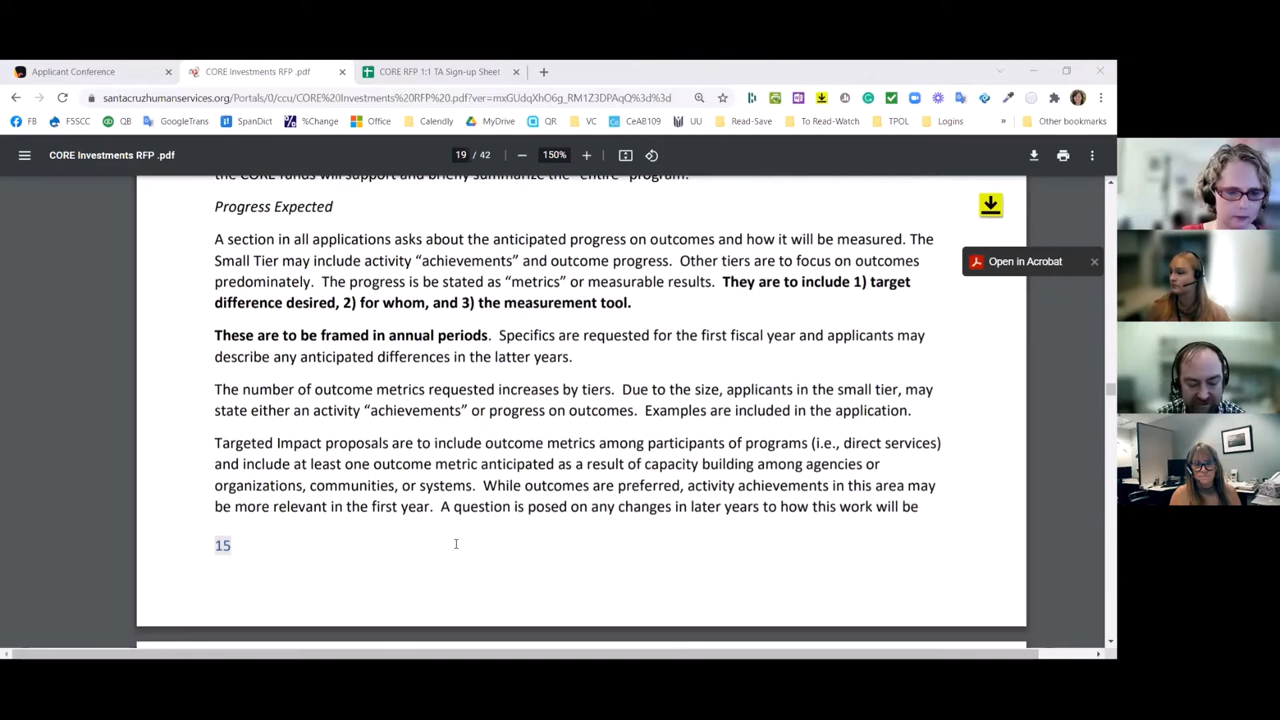 Applicant Conference
CORE Investments RFP .pdf
CORE RFP 1:1 TA Sign-up Sheet
santacruzhumanservices.org/Portals/0/ccu/CORE%20Investments%20RFP%20.pdf?ver=mxGUdqXhO6g_RM1Z3DPAqQ%3d%3d
FB
F5SCC
QB
GoogleTrans
SpanDict
%Change
Office
Calendly
MyDrive
QR
VC
CeAB109
UU
Read-Save
To Read-Watch
TPOL
Logins
»
Other bookmarks
CORE Investments RFP .pdf
19 / 42
150%
the CORE funds will support and briefly summarize the "entire" program.
Progress Expected
A section in all applications asks about the anticipated progress on outcomes and how it will be measured. The
Small Tier may include activity "achievements" and outcome progress. Other tiers are to focus on outcomes
predominately. The progress is be stated as "metrics" or measurable results. They are to include 1) target
difference desired, 2) for whom, and 3) the measurement tool.
These are to be framed in annual periods. Specifics are requested for the first fiscal year and applicants may
describe any anticipated differences in the latter years.
The number of outcome metrics requested increases by tiers. Due to the size, applicants in the small tier, may
state either an activity "achievements" or progress on outcomes. Examples are included in the application.
Targeted Impact proposals are to include outcome metrics among participants of programs (i.e., direct services)
and include at least one outcome metric anticipated as a result of capacity building among agencies or
organizations, communities, or systems. While outcomes are preferred, activity achievements in this area may
be more relevant in the first year. A question is posed on any changes in later years to how this work will be
15
Open in Acrobat